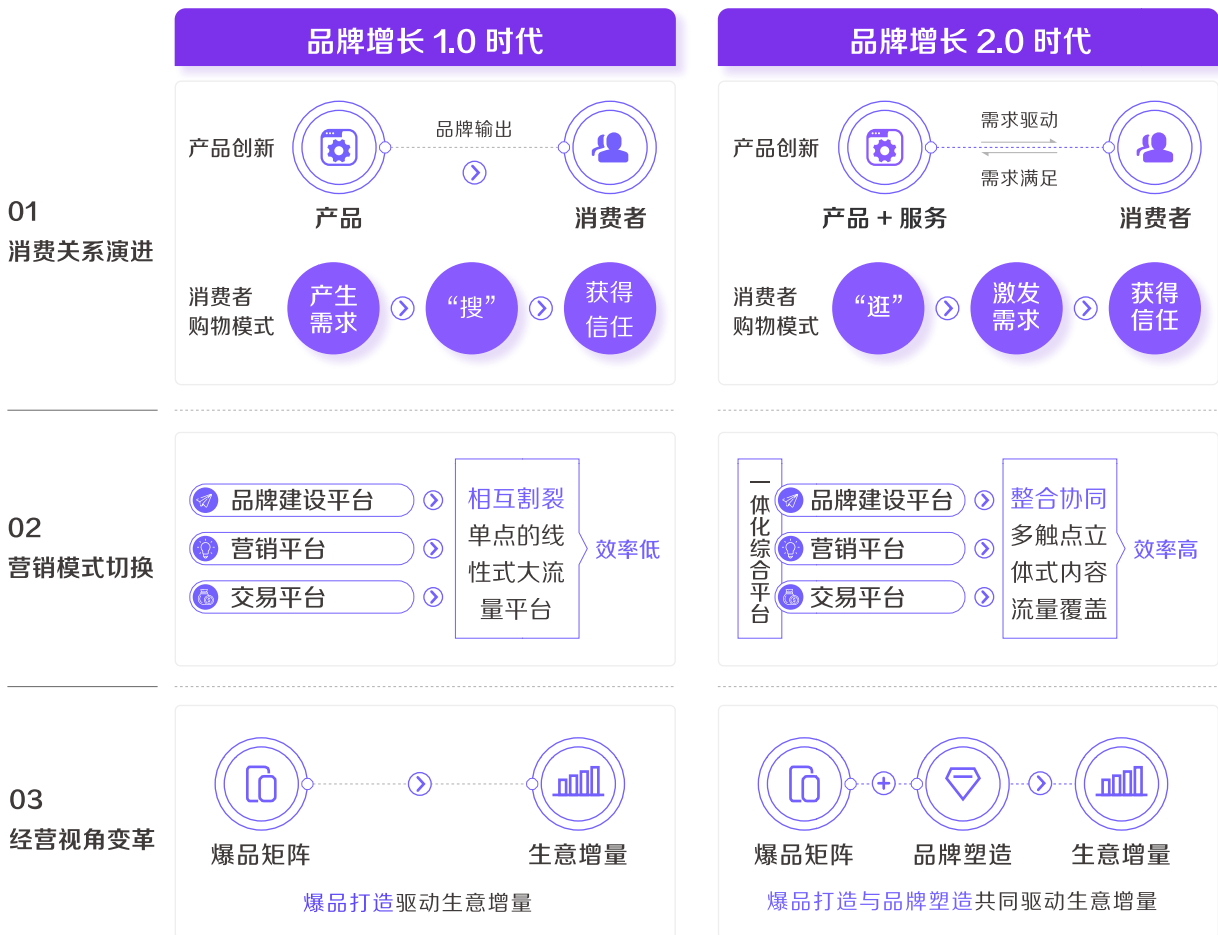 品牌增长 1.0 时代
品牌增长 2.0 时代
01
消费关系演进
产品创新
品牌输出
产品
消费者
消费者
购物模式
产生
需求
“搜”
获得
信任
产品创新
需求驱动
需求满足
产品 + 服务
消费者
消费者
购物模式
“逛”
激发
需求
获得
信任
02
营销模式切换
品牌建设平台
营销平台
交易平台
相互割裂
单点的线
性式大流
量平台
效率低
一体化综合平台
品牌建设平台
营销平台
交易平台
整合协同
多触点立
体式内容
流量覆盖
效率高
03
经营视角变革
爆品矩阵
生意增量
爆品打造驱动生意增量
爆品矩阵
品牌塑造
生意增量
爆品打造与品牌塑造共同驱动生意增量